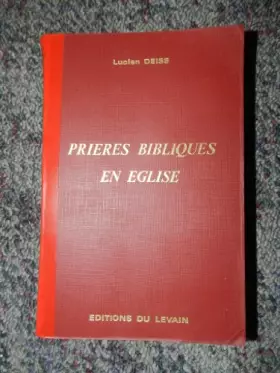 Lucien DEISS
PRIERES BIBLIQUES
EN EGLISE
EDITIONS DU LEVAIN